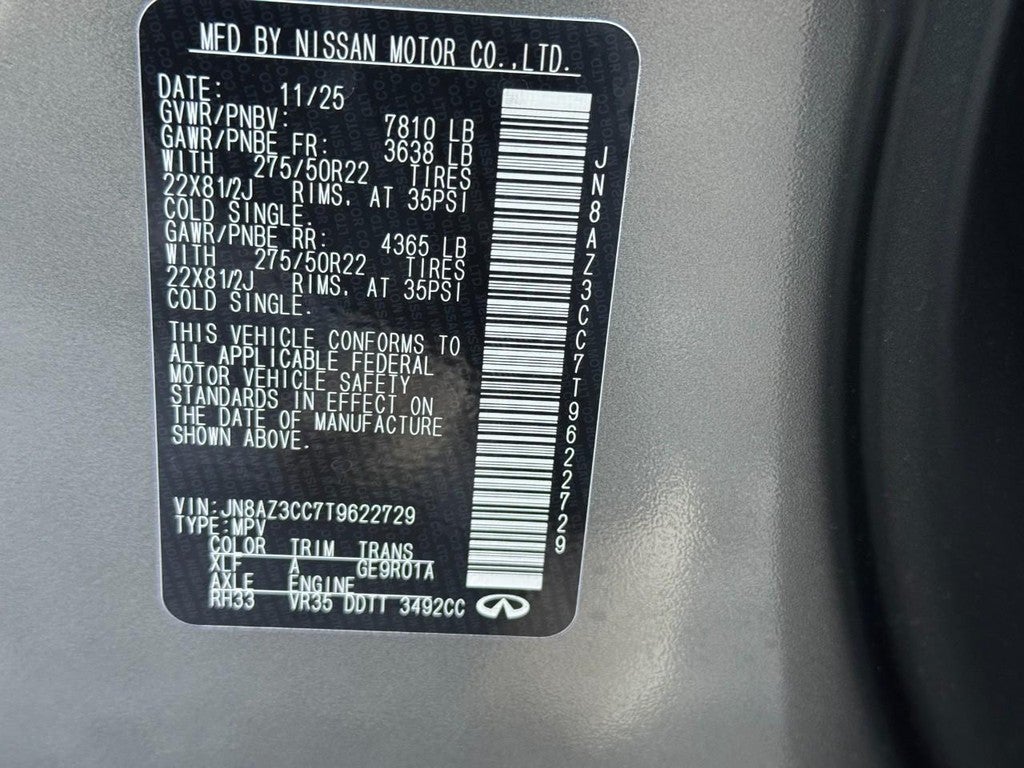 MFD BY NISSAN MOTOR CO.,LTD.
DATE: 11/25
GVWR/PNBV: 7810 LB
GAWR/PNBE FR: 3638 LB
WITH 275/50R22 TIRES
22X81/2J RIMS, AT 35PSI
COLD SINGLE.
GAWR/PNBE RR: 4365 LB
WITH 275/50R22 TIRES
22X81/2J RIMS, AT 35PSI
COLD SINGLE.
THIS VEHICLE CONFORMS TO
ALL APPLICABLE FEDERAL
MOTOR VEHICLE SAFETY
STANDARDS IN EFFECT ON
THE DATE OF MANUFACTURE
SHOWN ABOVE.
VIN:JN8AZ3CC7T9622729
TYPE:MPV
COLOR TRIM TRANS
XLF A GE9R01A
AXLE ENGINE
RH33 VR35 DDTT 3492CC
JN8AZ3CC7T9622729